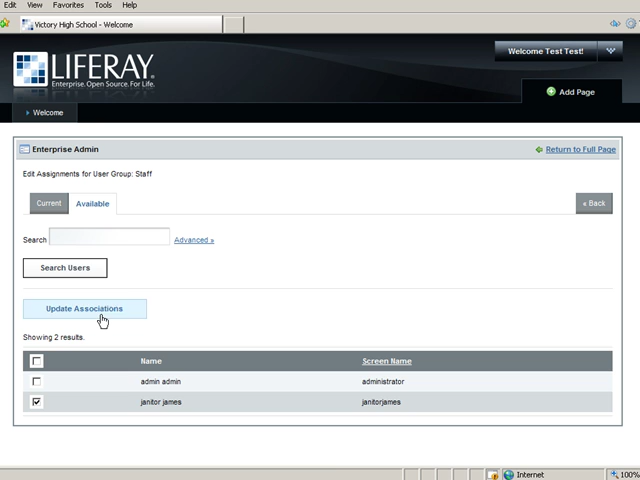 Edit View Favorites Tools Help
Victory High School - Welcome
LIFERAY.
Enterprise. Open Source. For Life.
Welcome Test Test!
Add Page
Welcome
Enterprise Admin
Return to Full Page
Edit Assignments for User Group: Staff
Current Available « Back
Search Advanced »
Search Users
Update Associations
Showing 2 results.
Name Screen Name
admin admin administrator
janitor james janitorjames
Internet 100%